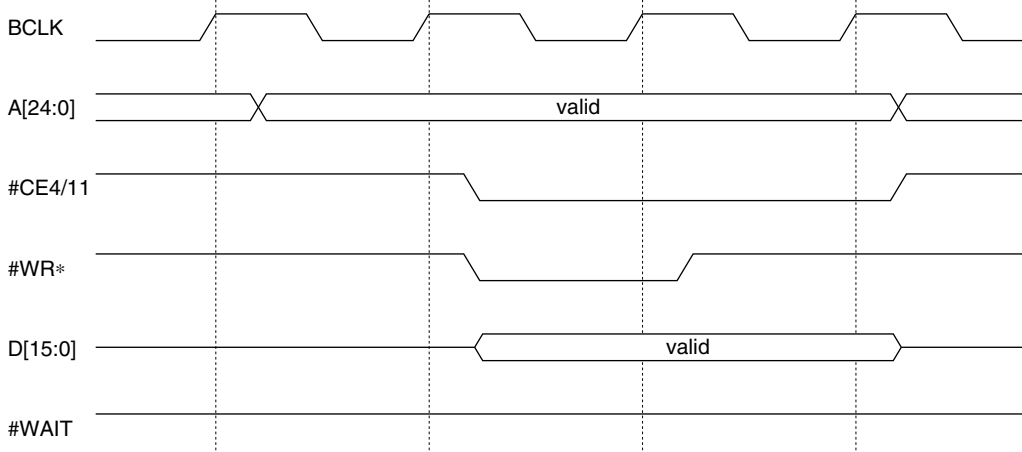 BCLK
A[24:0]
valid
#CE4/11
#WR*
D[15:0]
valid
#WAIT